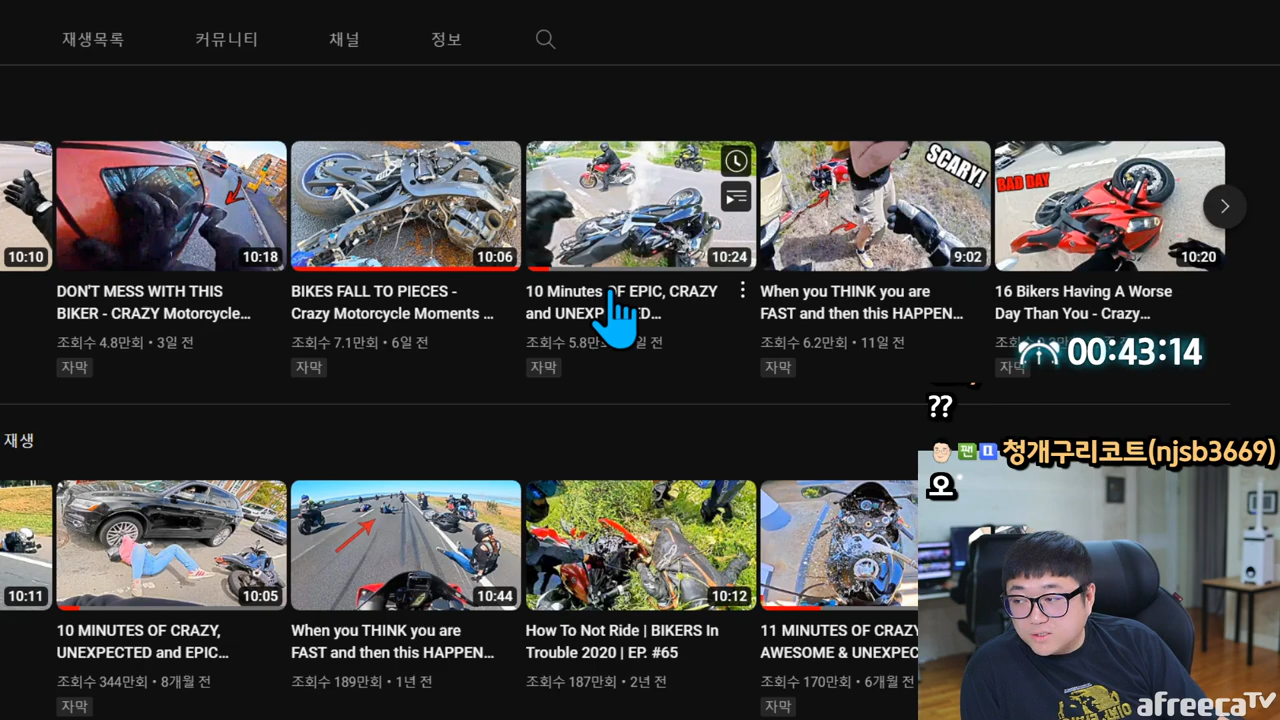 재생목록
커뮤니티
채널
정보
SCARY!
BAD DAY
10:10
10:18
10:06
10:24
9:02
10:20
DON'T MESS WITH THIS
BIKER - CRAZY Motorcycle...
조회수 4.8만회 • 3일 전
자막
BIKES FALL TO PIECES -
Crazy Motorcycle Moments ...
조회수 7.1만회 • 6일 전
자막
10 Minutes OF EPIC, CRAZY
and
조회수 5.8만
전
자막
When you THINK you are
FAST and then this HAPPEN...
조회수 6.2만회 • 11일 전
자막
16 Bikers Having A Worse
Day Than You - Crazy...
조회수
자막
00:43:14
??
팬
청개구리코트(njsb3669)
오
재생
10:11
10:05
10:44
10:12
10 MINUTES OF CRAZY,
UNEXPECTED and EPIC...
조회수 344만회 • 8개월 전
자막
When you THINK you are
FAST and then this HAPPEN...
조회수 189만회 • 1년 전
How To Not Ride | BIKERS In
Trouble 2020 | EP. #65
조회수 187만회 • 2년 전
11 MINUTES OF CRAZY
AWESOME & UNEXPEC
조회수 170만회 • 6개월 전
자막
afreecaTV